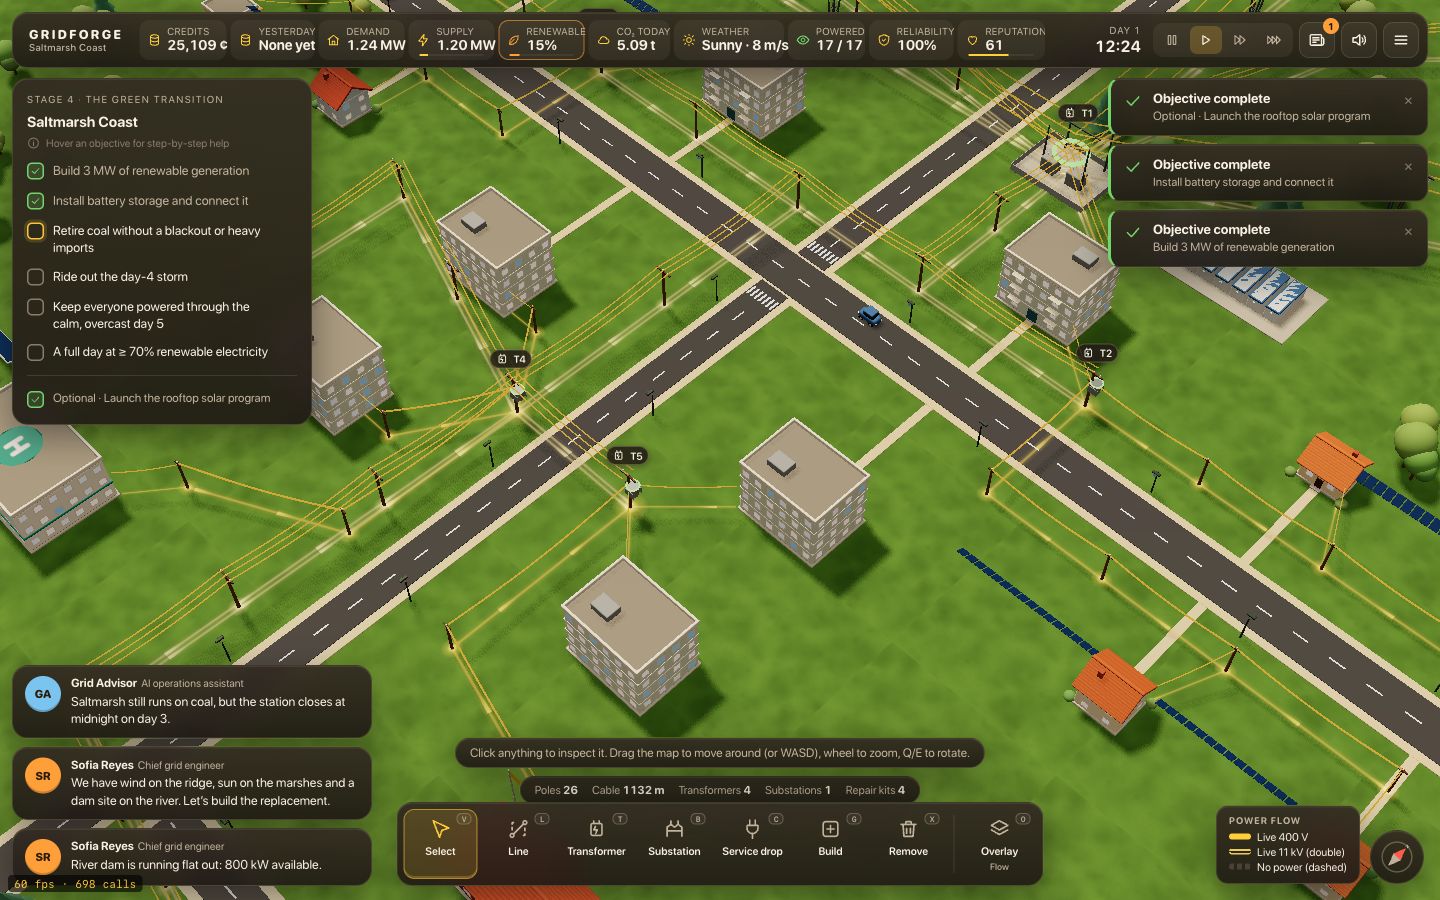 GRIDFORGE
Saltmarsh Coast
CREDITS
25,109 ¢
YESTERDAY
None yet
DEMAND
1.24 MW
SUPPLY
1.20 MW
RENEWABLE
15%
CO₂ TODAY
5.09 t
WEATHER
Sunny · 8 m/s
POWERED
17 / 17
RELIABILITY
100%
REPUTATION
61
DAY 1
12:24
1
STAGE 4 · THE GREEN TRANSITION
Saltmarsh Coast
Hover an objective for step-by-step help
Build 3 MW of renewable generation
Install battery storage and connect it
Retire coal without a blackout or heavy
imports
Ride out the day-4 storm
Keep everyone powered through the
calm, overcast day 5
A full day at ≥ 70% renewable electricity
Optional · Launch the rooftop solar program
Objective complete
×
Optional · Launch the rooftop solar program
Objective complete
×
Install battery storage and connect it
Objective complete
×
Build 3 MW of renewable generation
T1
T4
T2
T5
H
GA
Grid Advisor AI operations assistant
Saltmarsh still runs on coal, but the station closes at
midnight on day 3.
SR
Sofia Reyes Chief grid engineer
We have wind on the ridge, sun on the marshes and a
dam site on the river. Let's build the replacement.
SR
Sofia Reyes Chief grid engineer
River dam is running flat out: 800 kW available.
60 fps · 698 calls
Click anything to inspect it. Drag the map to move around (or WASD), wheel to zoom, Q/E to rotate.
Poles 26 Cable 1132 m Transformers 4 Substations 1 Repair kits 4
V
Select
L
Line
T
Transformer
B
Substation
C
Service drop
G
Build
X
Remove
O
Overlay
Flow
POWER FLOW
Live 400 V
Live 11 kV (double)
No power (dashed)